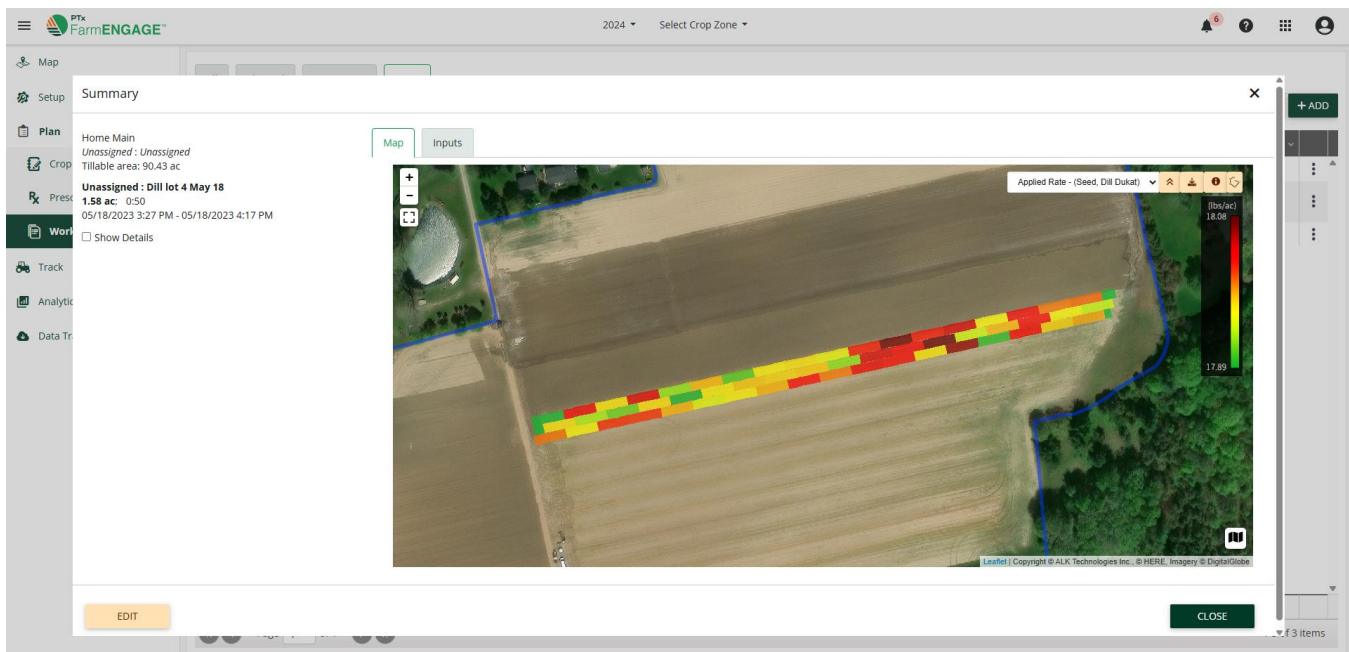 PTx
FarmENGAGE™
2024
Select Crop Zone
6
Map
Setup
Plan
Crop
Rx Presc
Work
Track
Analytic
Data Tr
+ ADD
Summary
×
Home Main
Unassigned : Unassigned
Tillable area: 90.43 ac
Unassigned : Dill lot 4 May 18
1.58 ac; 0:50
05/18/2023 3:27 PM - 05/18/2023 4:17 PM
Show Details
Map
Inputs
+
−
Applied Rate - (Seed, Dill Dukat)
(lbs/ac)
18.08
17.89
Leaflet | Copyright © ALK Technologies Inc., © HERE, Imagery © DigitalGlobe
EDIT
CLOSE
of 3 items